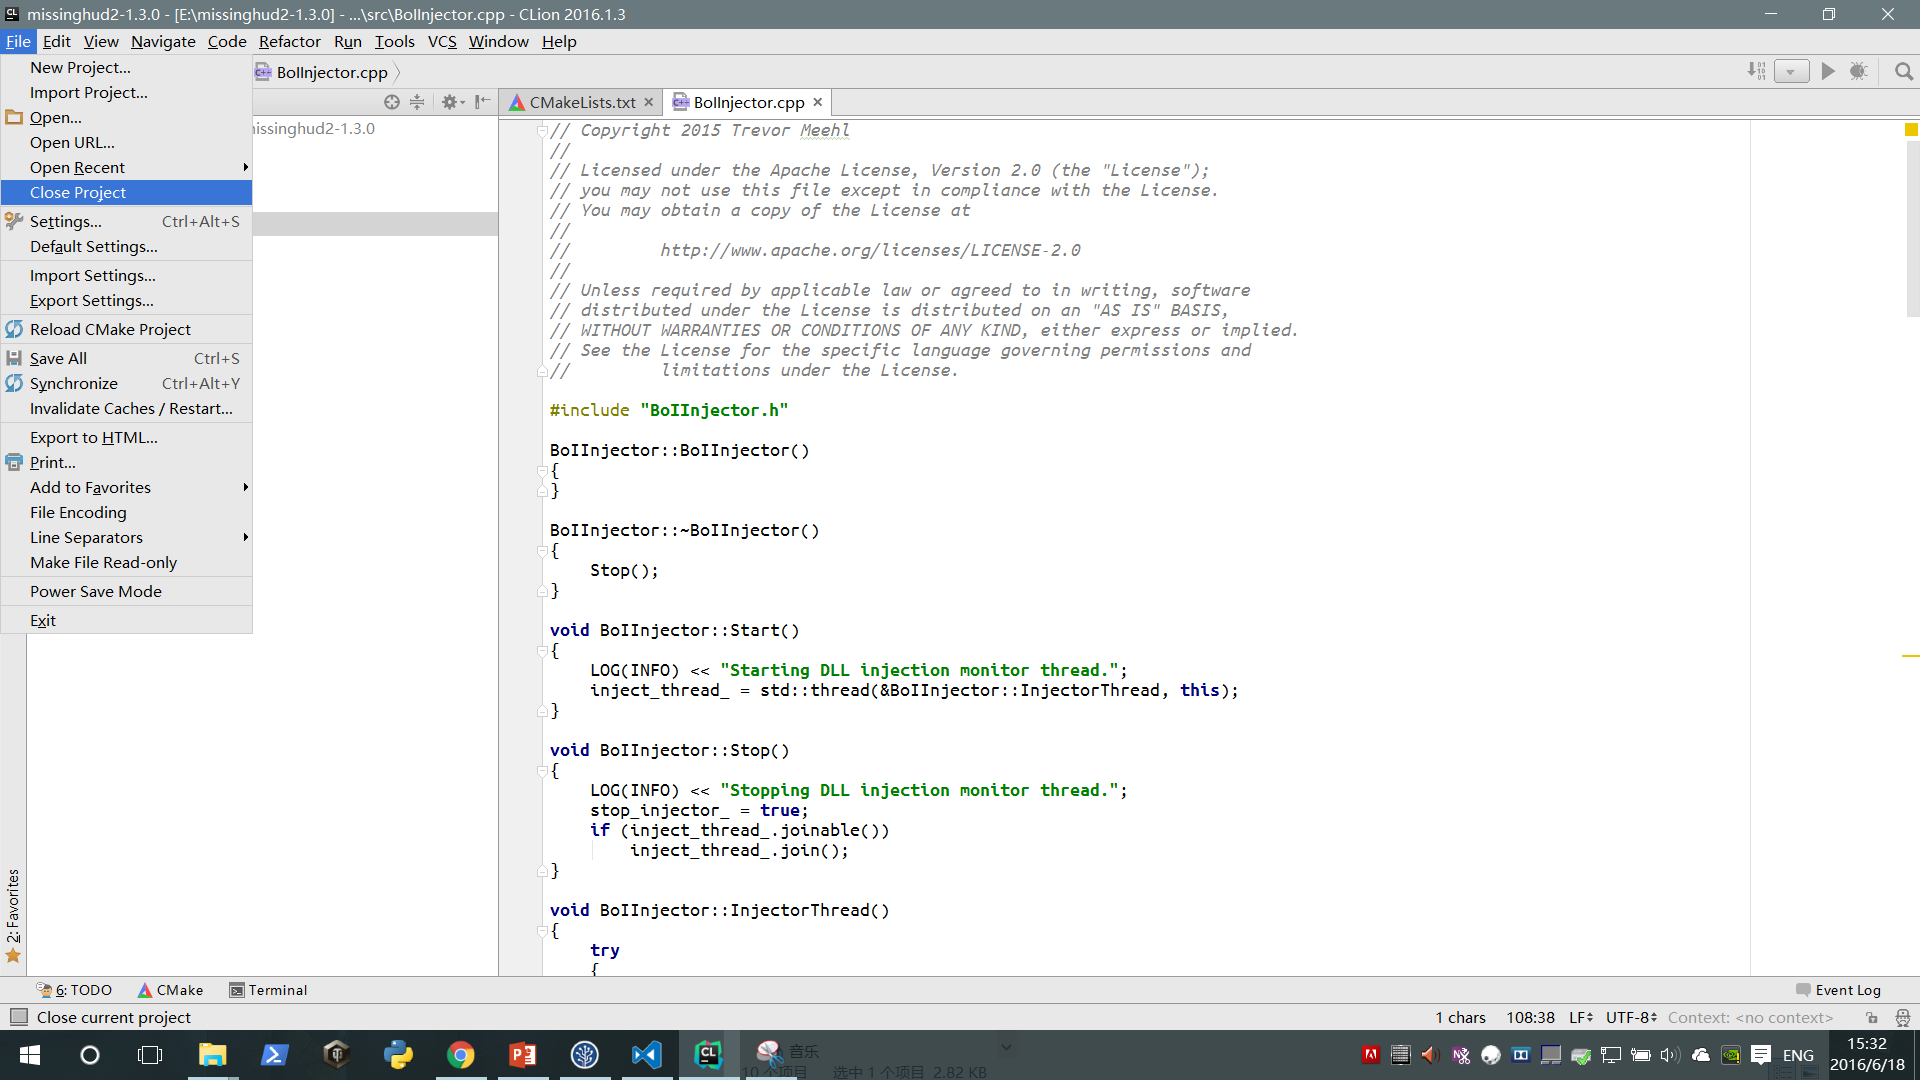 missinghud2-1.3.0 - [E:\missinghud2-1.3.0] - ...\src\BoIInjector.cpp - CLion 2016.1.3
File Edit View Navigate Code Refactor Run Tools VCS Window Help
BoIInjector.cpp
New Project...
Import Project...
Open...
Open URL...
Open Recent
Close Project
Settings... Ctrl+Alt+S
Default Settings...
Import Settings...
Export Settings...
Reload CMake Project
Save All Ctrl+S
Synchronize Ctrl+Alt+Y
Invalidate Caches / Restart...
Export to HTML...
Print...
Add to Favorites
File Encoding
Line Separators
Make File Read-only
Power Save Mode
Exit
issinghud2-1.3.0
2: Favorites
CMakeLists.txt BoIInjector.cpp
// Copyright 2015 Trevor Meehl
//
// Licensed under the Apache License, Version 2.0 (the "License");
// you may not use this file except in compliance with the License.
// You may obtain a copy of the License at
//
// http://www.apache.org/licenses/LICENSE-2.0
//
// Unless required by applicable law or agreed to in writing, software
// distributed under the License is distributed on an "AS IS" BASIS,
// WITHOUT WARRANTIES OR CONDITIONS OF ANY KIND, either express or implied.
// See the License for the specific language governing permissions and
// limitations under the License.
#include "BoIInjector.h"
BoIInjector::BoIInjector()
{
}
BoIInjector::~BoIInjector()
{
Stop();
}
void BoIInjector::Start()
{
LOG(INFO) << "Starting DLL injection monitor thread.";
inject_thread_ = std::thread(&BoIInjector::InjectorThread, this);
}
void BoIInjector::Stop()
{
LOG(INFO) << "Stopping DLL injection monitor thread.";
stop_injector_ = true;
if (inject_thread_.joinable())
inject_thread_.join();
}
void BoIInjector::InjectorThread()
{
try
{
6: TODO CMake Terminal Event Log
Close current project 1 chars 108:38 LF UTF-8 Context: <no context>
音乐
10 个项目 选中 1 个项目 2.82 KB
ENG
15:32
2016/6/18